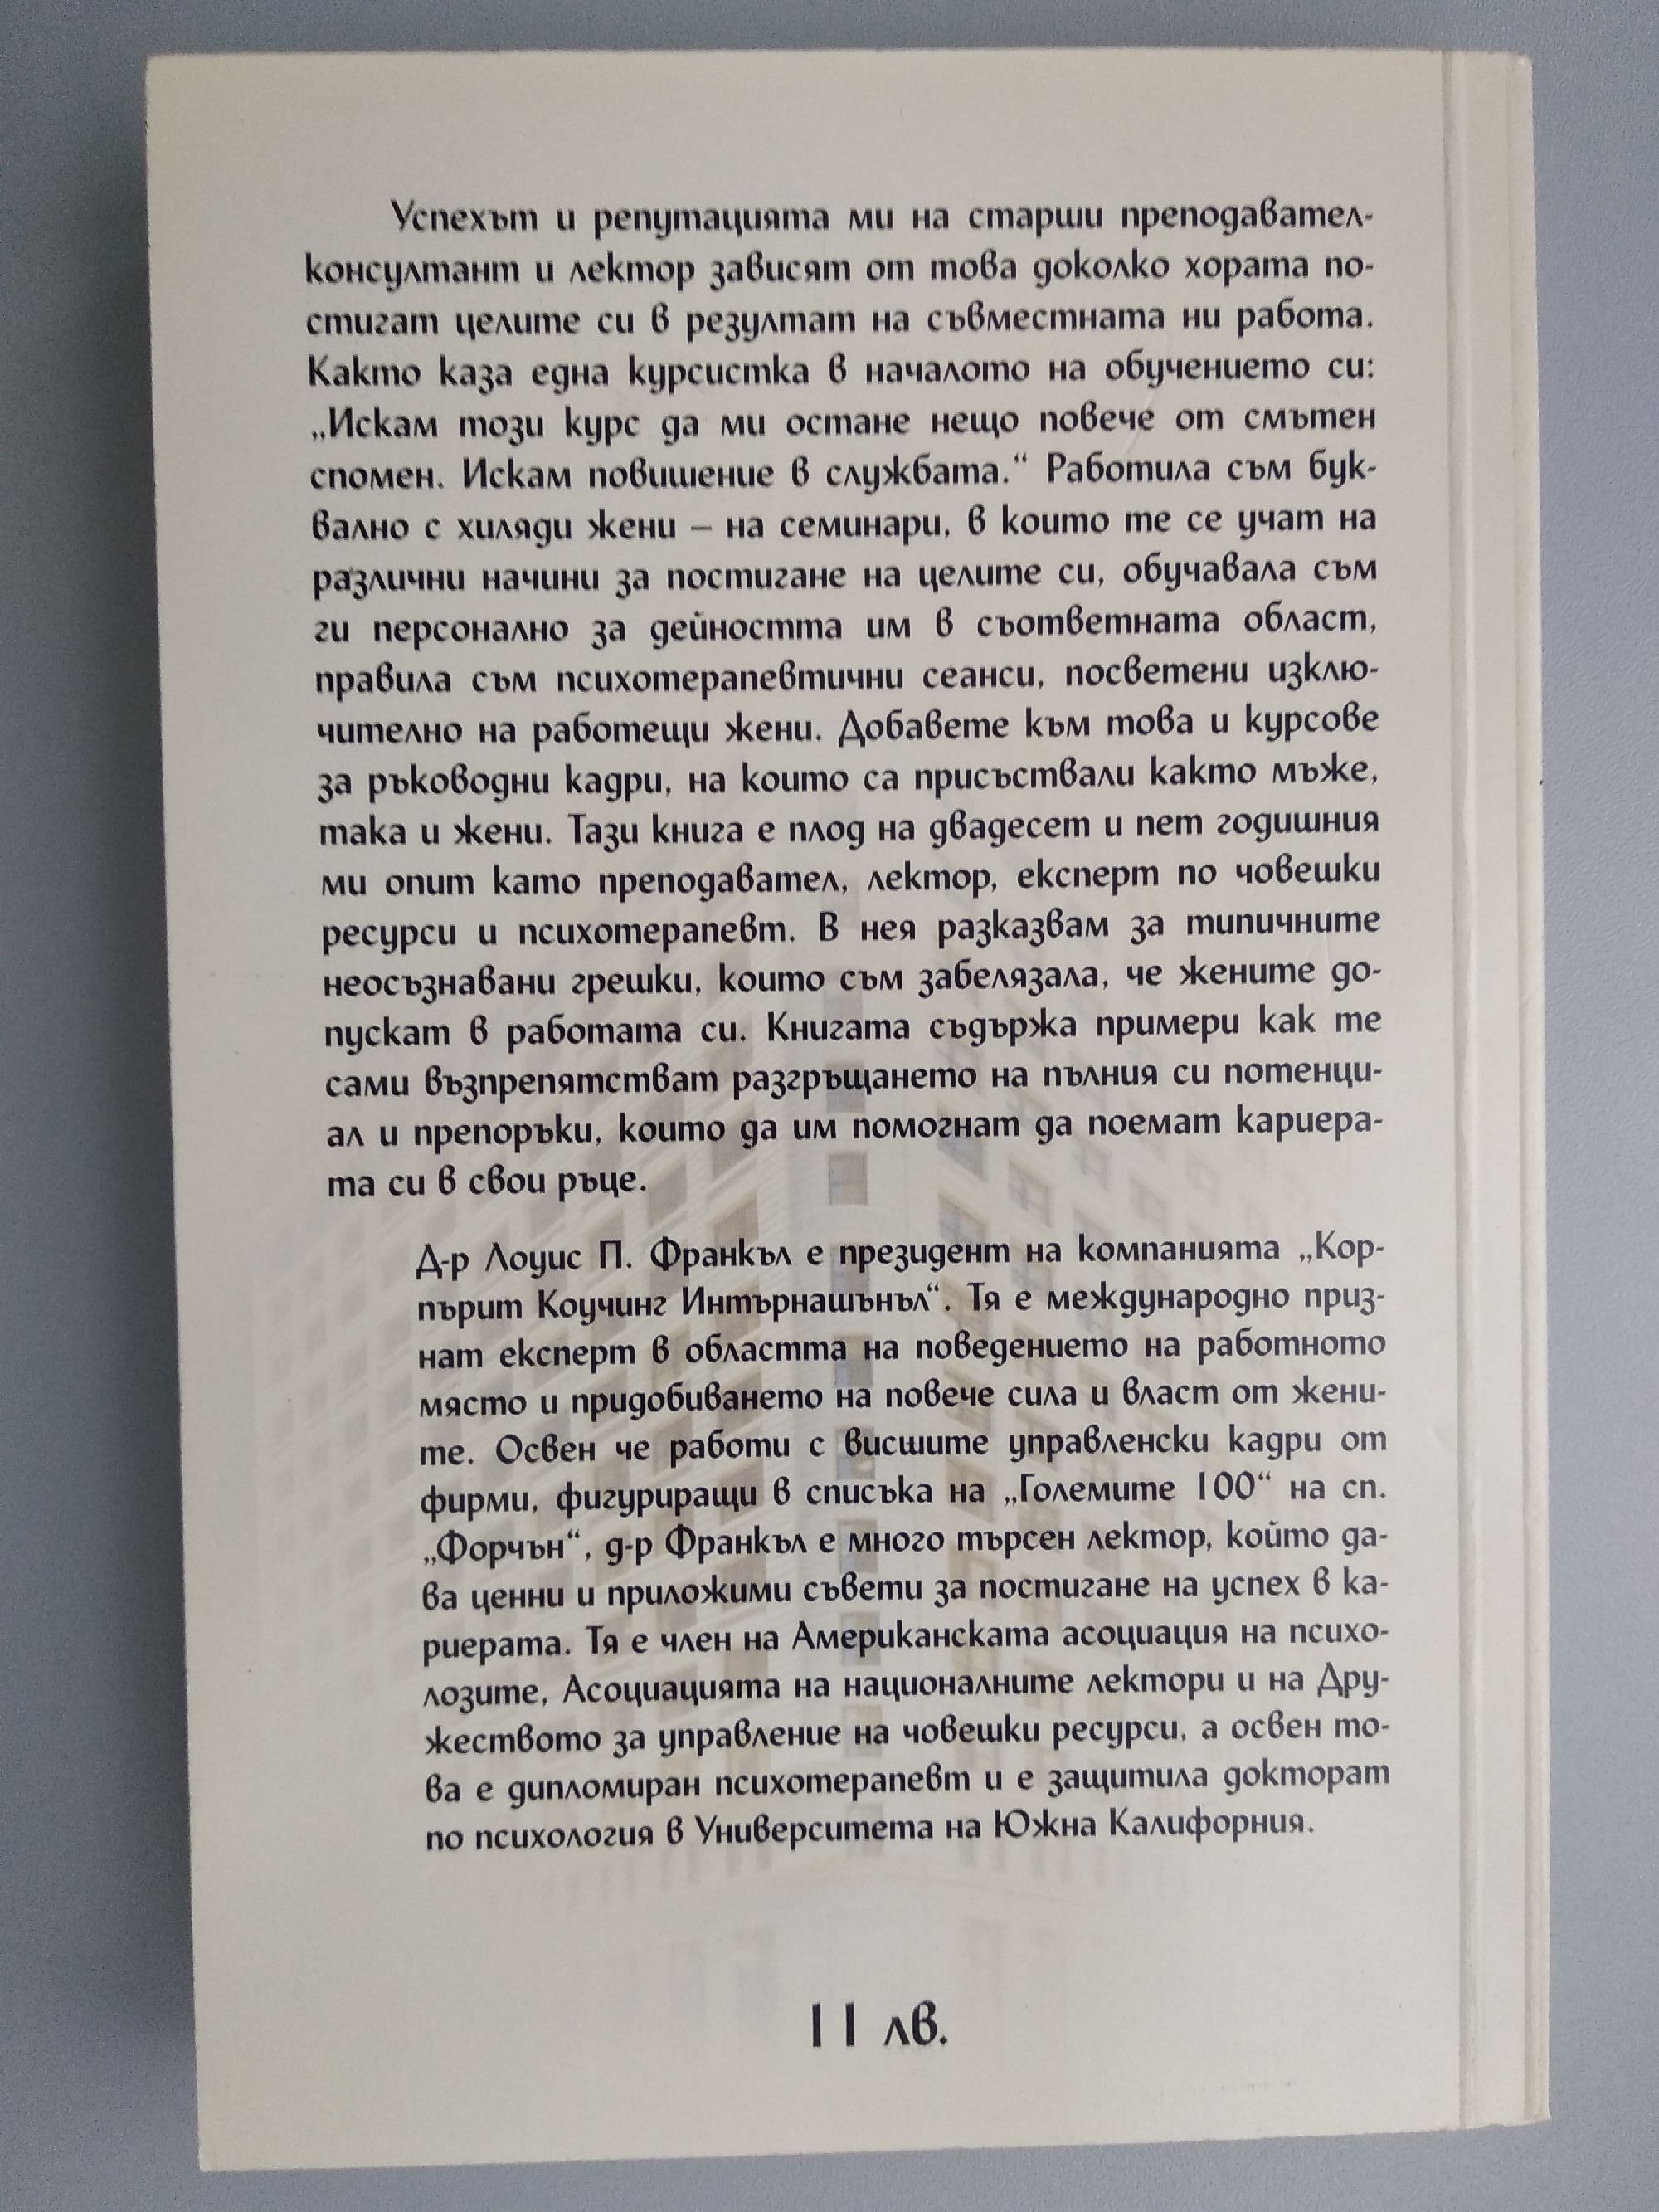 Успехът и репутацията ми на старши преподавател-
консултант и лектор зависят от това доколко хората по-
стигат целите си в резултат на съвместната ни работа.
Както каза една курсистка в началото на обучението си:
„Искам този курс да ми остане нещо повече от смътен
спомен. Искам повишение в службата.“ Работила съм бук-
вално с хиляди жени – на семинари, в които те се учат на
различни начини за постигане на целите си, обучавала съм
ги персонално за дейността им в съответната област,
правила съм психотерапевтични сеанси, посветени изклю-
чително на работещи жени. Добавете към това и курсове
за ръководни кадри, на които са присъствали както мъже,
така и жени. Тази книга е плод на двадесет и пет годишния
ми опит като преподавател, лектор, експерт по човешки
ресурси и психотерапевт. В нея разказвам за типичните
неосъзнавани грешки, които съм забелязала, че жените до-
пускат в работата си. Книгата съдържа примери как те
сами възпрепятстват разгръщането на пълния си потенци-
ал и препоръки, които да им помогнат да поемат кариера-
та си в свои ръце.
Д-р Лоуис П. Франкъл е президент на компанията „Кор-
пърит Коучинг Интърнашънъл“. Тя е международно приз-
нат експерт в областта на поведението на работното
място и придобиването на повече сила и власт от жени-
те. Освен че работи с висшите управленски кадри от
фирми, фигуриращи в списъка на „Големите 100“ на сп.
„Форчън“, д-р Франкъл е много търсен лектор, който да-
ва ценни и приложими съвети за постигане на успех в ка-
риерата. Тя е член на Американската асоциация на психо-
лозите, Асоциацията на националните лектори и на Дру-
жеството за управление на човешки ресурси, а освен то-
ва е дипломиран психотерапевт и е защитила докторат
по психология в Университета на Южна Калифорния.
11 лв.